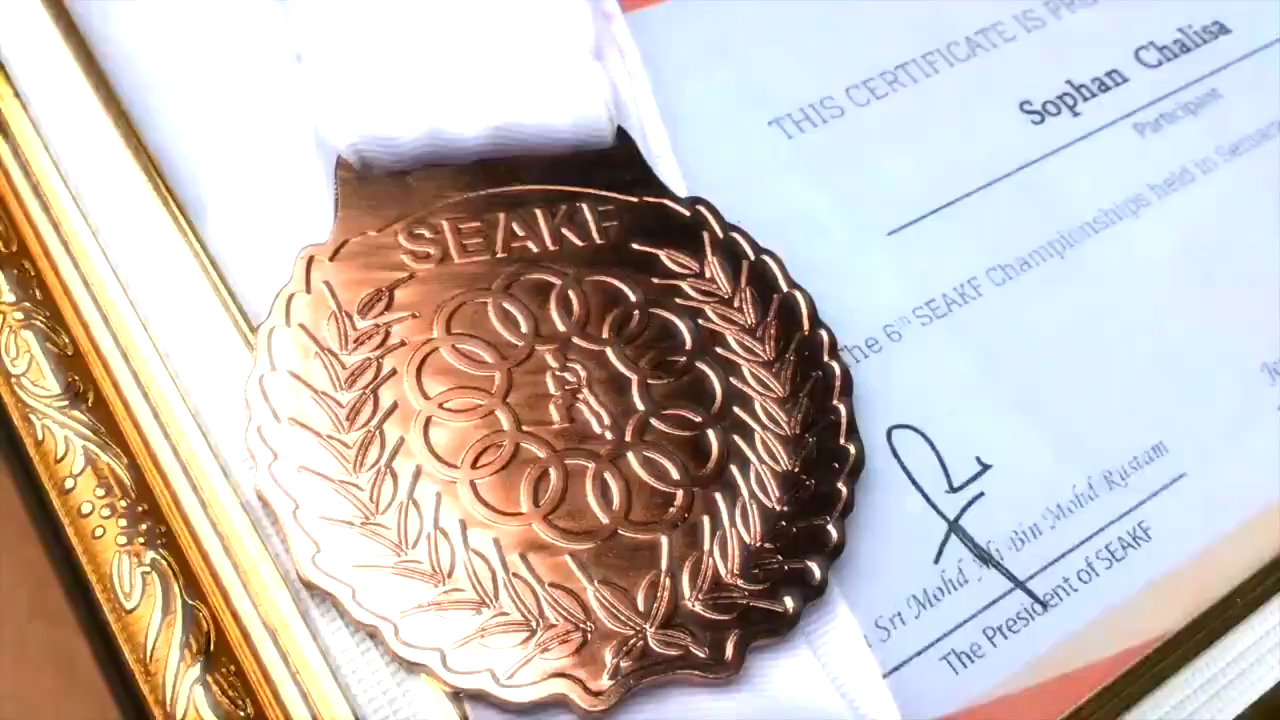 SEAKF
THIS CERTIFICATE IS
Sophan Chalisa
Participant
The 6th SEAKF Championships held in
Sri Mohd Ali Bin Mohd Rustam
The President of SEAKF